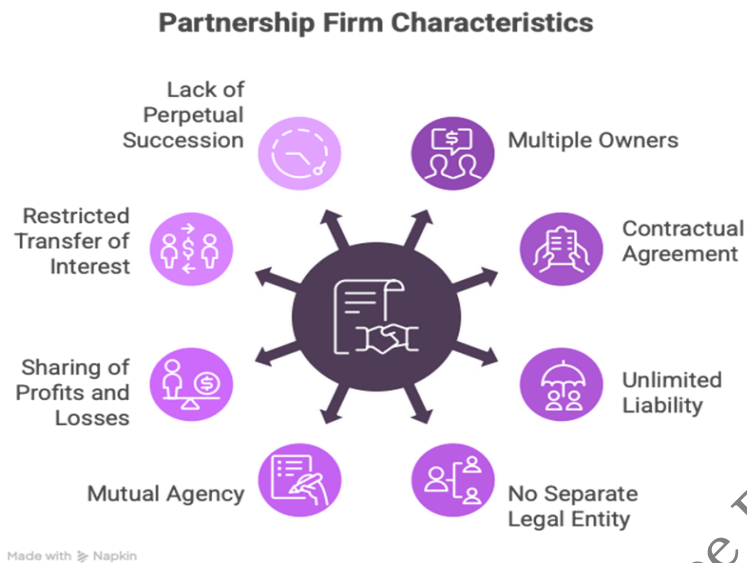 Partnership Firm Characteristics
Lack of
Perpetual
Succession
Multiple Owners
Restricted
Transfer of
Interest
Contractual
Agreement
Sharing of
Profits and
Losses
Unlimited
Liability
Mutual Agency
No Separate
Legal Entity
Made with Napkin